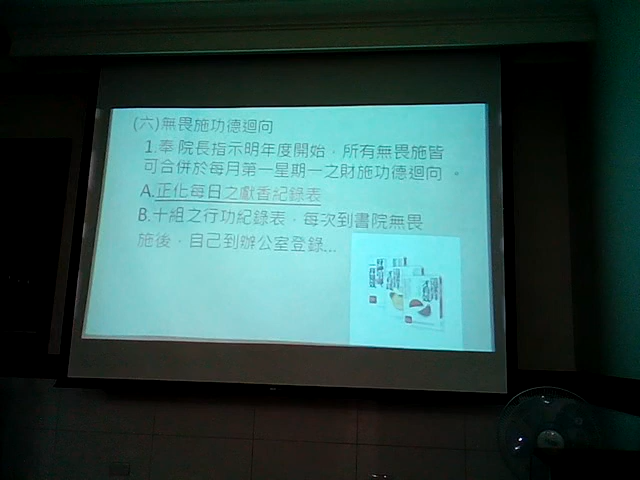 (六)無畏施功德迴向
1.奉院長指示明年度開始，所有無畏施皆
可合併於每月第一星期一之財施功德迴向。
A.正化每日之獻香紀錄表
B.十組之行功紀錄表，每次到書院無畏
施後，自己到辦公室登錄...